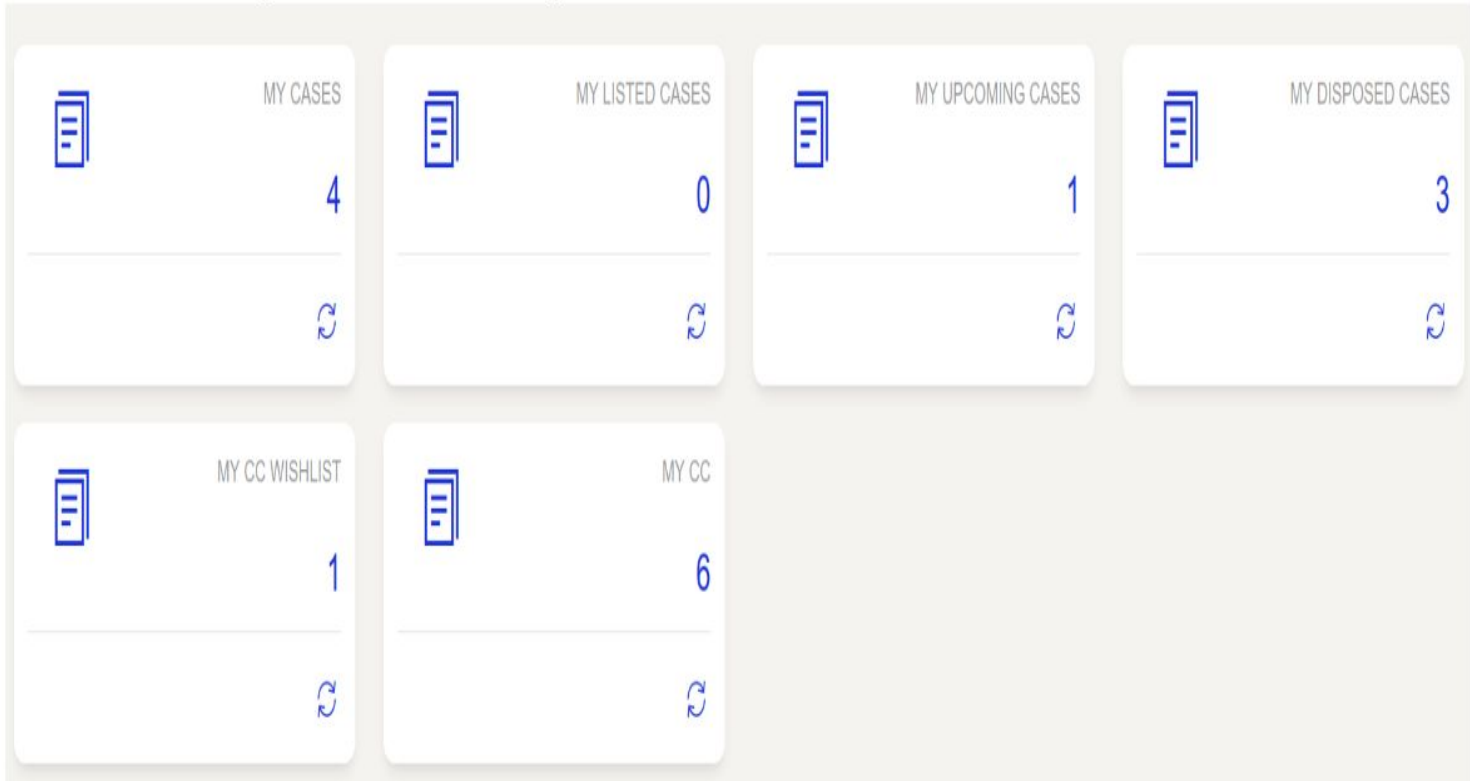 MY CASES
4
MY LISTED CASES
0
MY UPCOMING CASES
1
MY DISPOSED CASES
3
MY CC WISHLIST
1
MY CC
6